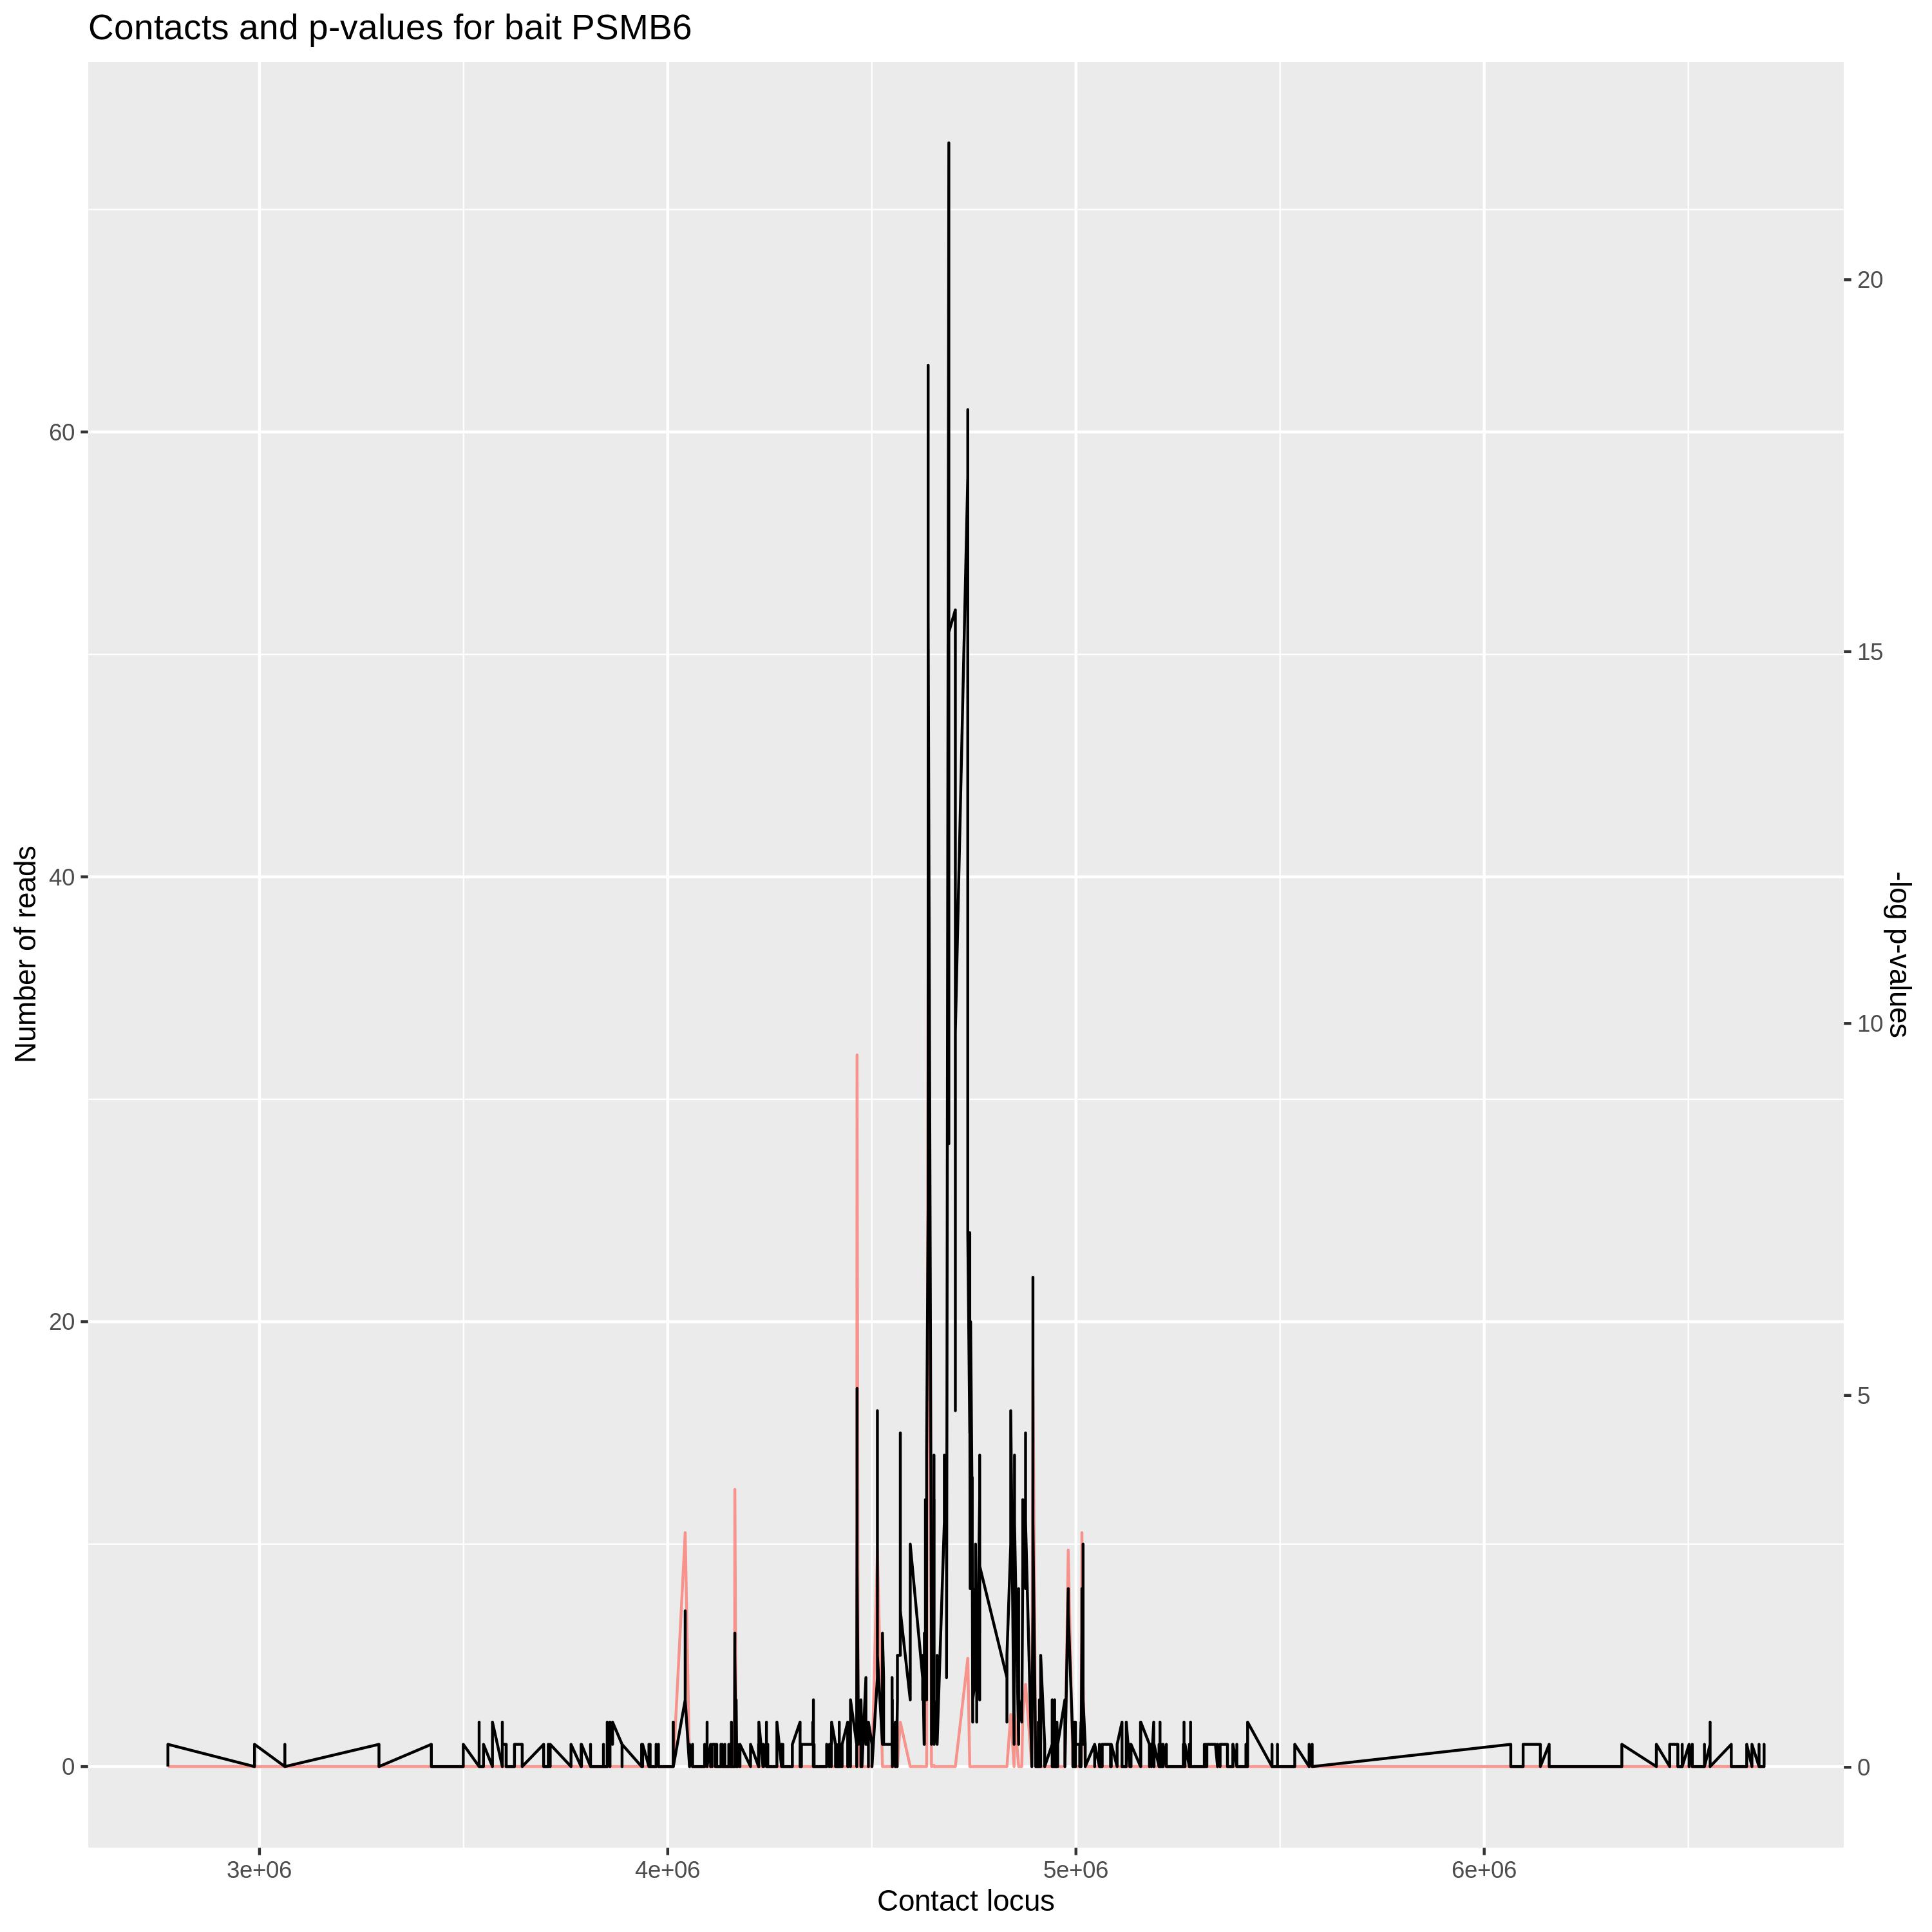 Contacts and p-values for bait PSMB6
Number of reads
60
40
20
0
20
15
10
5
0
-log p-values
3e+06
4e+06
5e+06
6e+06
Contact locus